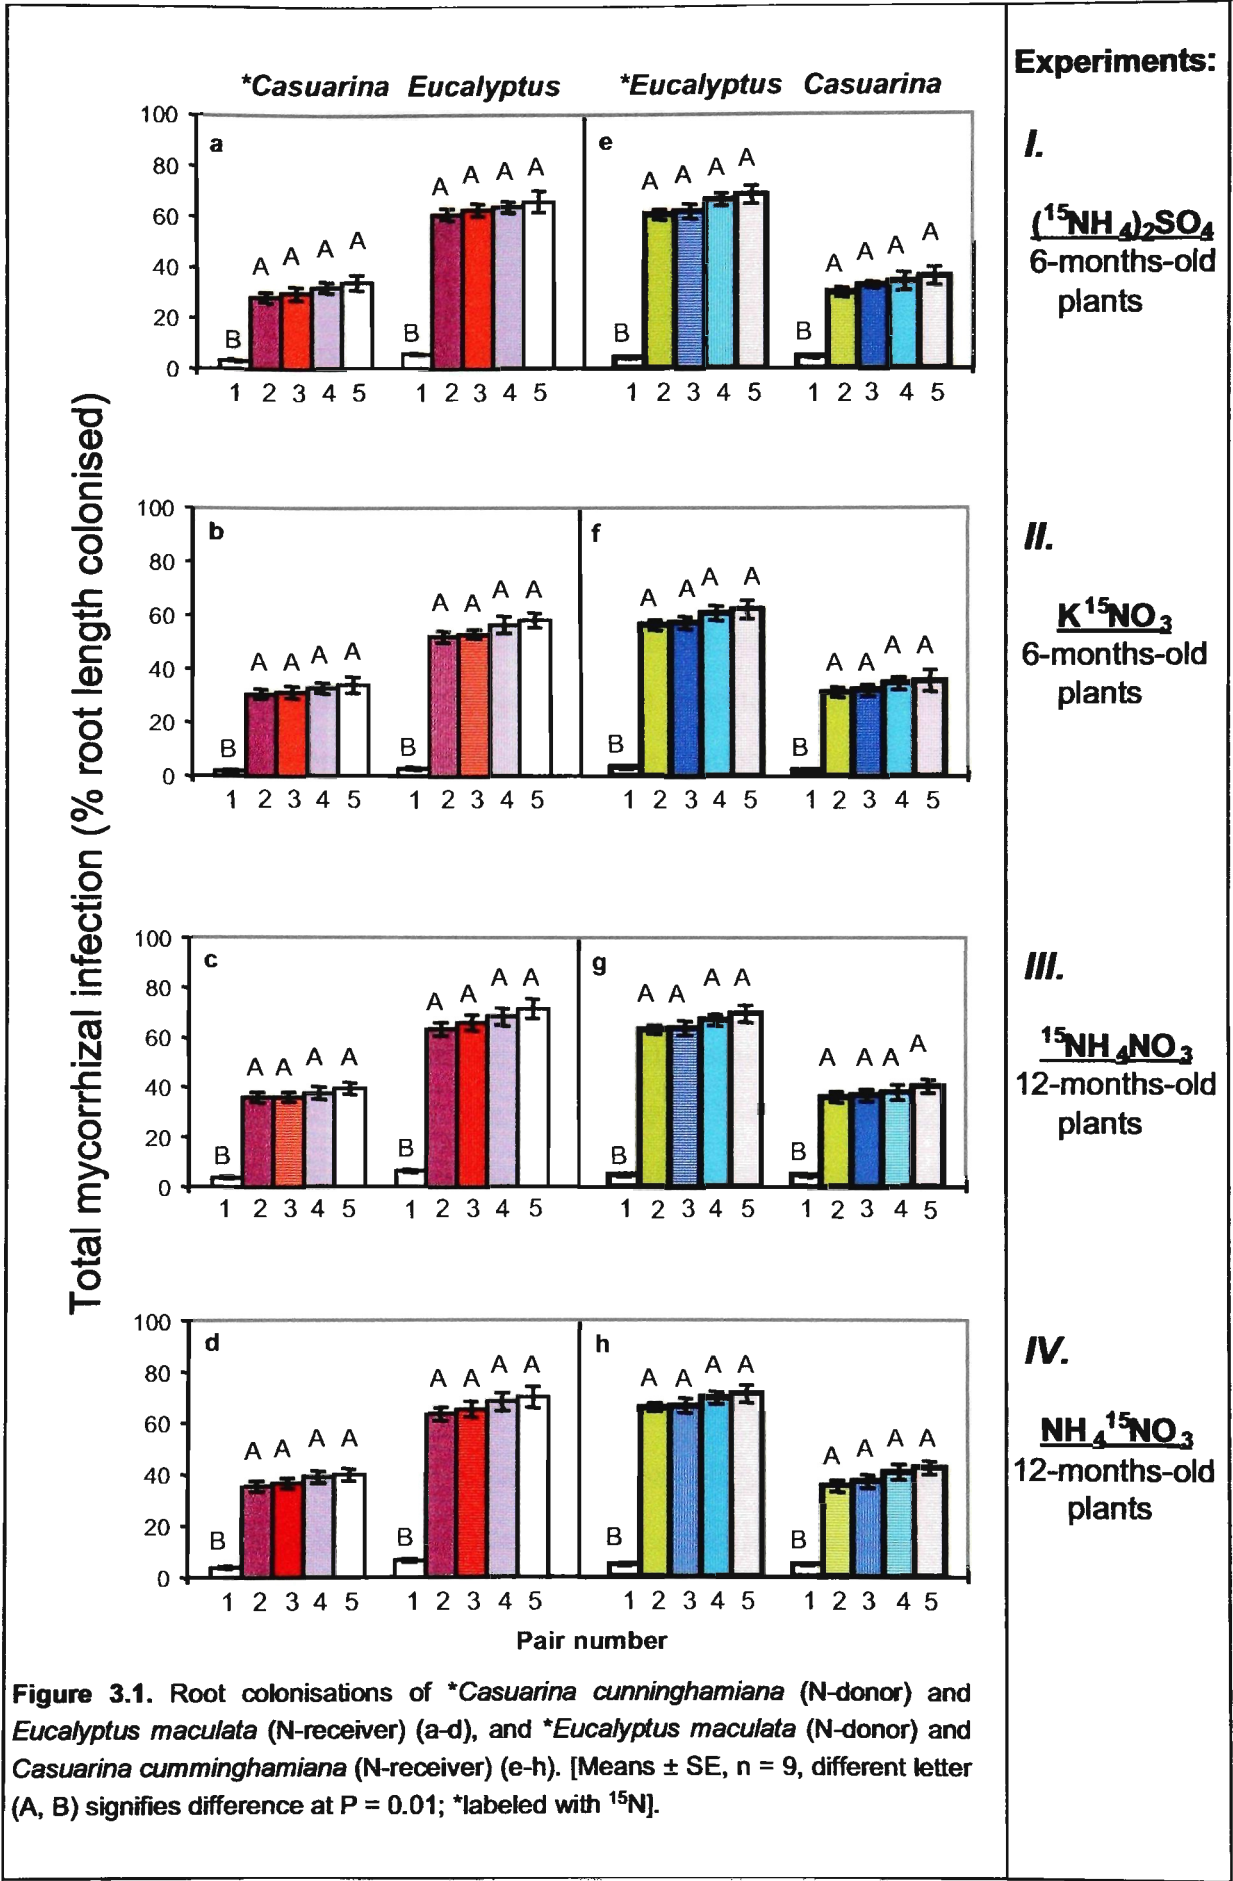 Experiments:
*Casuarina Eucalyptus *Eucalyptus Casuarina
Total mycorrhizal infection (% root length colonised)
100
80
60
40
20
0
a
B A A A A B A A A A
1 2 3 4 5 1 2 3 4 5
e
B A A A A B A A A A
1 2 3 4 5 1 2 3 4 5
I.
(¹⁵NH₄)₂SO₄
6-months-old
plants
100
80
60
40
20
0
b
B A A A A B A A A A
1 2 3 4 5 1 2 3 4 5
f
B A A A A B A A A A
1 2 3 4 5 1 2 3 4 5
II.
K¹⁵NO₃
6-months-old
plants
100
80
60
40
20
0
c
B A A A A B A A A A
1 2 3 4 5 1 2 3 4 5
g
B A A A A B A A A A
1 2 3 4 5 1 2 3 4 5
III.
¹⁵NH₄NO₃
12-months-old
plants
100
80
60
40
20
0
d
B A A A A B A A A A
1 2 3 4 5 1 2 3 4 5
h
B A A A A B A A A A
1 2 3 4 5 1 2 3 4 5
IV.
NH₄¹⁵NO₃
12-months-old
plants
Pair number
Figure 3.1. Root colonisations of *Casuarina cunninghamiana (N-donor) and
Eucalyptus maculata (N-receiver) (a-d), and *Eucalyptus maculata (N-donor) and
Casuarina cumminghamiana (N-receiver) (e-h). [Means ± SE, n = 9, different letter
(A, B) signifies difference at P = 0.01; *labeled with ¹⁵N].